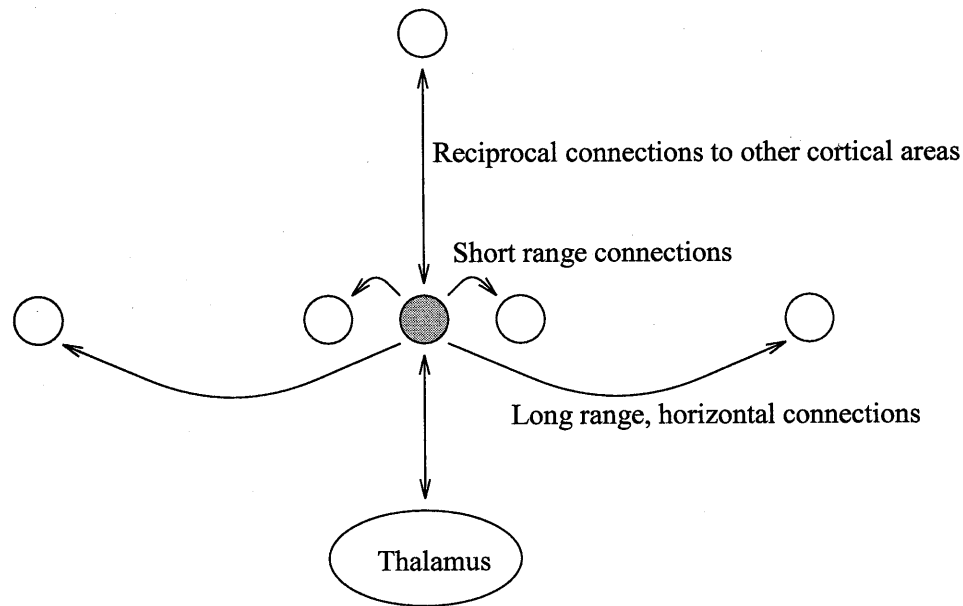 Reciprocal connections to other cortical areas
Short range connections
Long range, horizontal connections
Thalamus